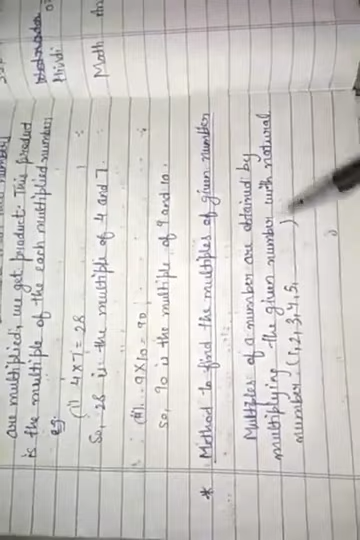 are multiplied, we get product. This product
is the multiple of the each multiplied number
eg.
(i) 4 x 7 = 28
So, 28 is the multiple of 4 and 7.
(ii) 9 x 10 = 90
so, 90 is the multiple of 9 and 10.
* Method to find the multiples of given number
Multiples of a number are obtained by
multiplying the given number with natural
number. (1,2,3,4,5, )
Hindi
Math